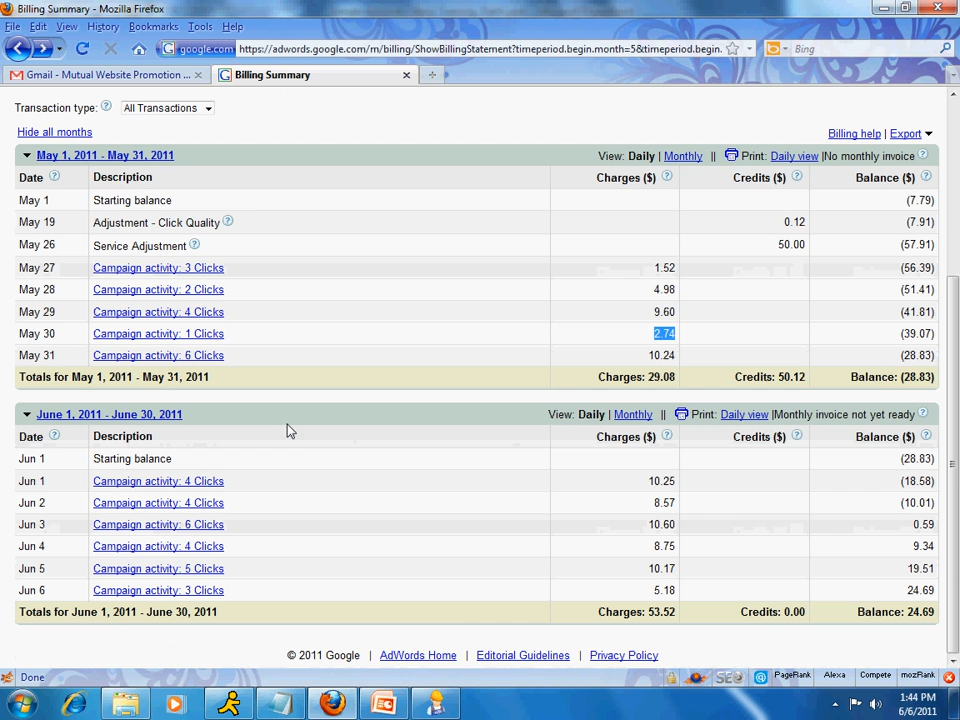 Billing Summary - Mozilla Firefox
File Edit View History Bookmarks Tools Help
google.com https://adwords.google.com/m/billing/ShowBillingStatement?timeperiod.begin.month=5&timeperiod.begin. Bing
Gmail - Mutual Website Promotion ... Billing Summary
Transaction type: ? All Transactions
Hide all months Billing help | Export
May 1, 2011 - May 31, 2011 View: Daily | Monthly || Print: Daily view |No monthly invoice ?
Date ? Description Charges ($) ? Credits ($) ? Balance ($) ?
May 1 Starting balance (7.79)
May 19 Adjustment - Click Quality ? 0.12 (7.91)
May 26 Service Adjustment ? 50.00 (57.91)
May 27 Campaign activity: 3 Clicks 1.52 (56.39)
May 28 Campaign activity: 2 Clicks 4.98 (51.41)
May 29 Campaign activity: 4 Clicks 9.60 (41.81)
May 30 Campaign activity: 1 Clicks 2.74 (39.07)
May 31 Campaign activity: 6 Clicks 10.24 (28.83)
Totals for May 1, 2011 - May 31, 2011 Charges: 29.08 Credits: 50.12 Balance: (28.83)
June 1, 2011 - June 30, 2011 View: Daily | Monthly || Print: Daily view |Monthly invoice not yet ready ?
Date ? Description Charges ($) ? Credits ($) ? Balance ($) ?
Jun 1 Starting balance (28.83)
Jun 1 Campaign activity: 4 Clicks 10.25 (18.58)
Jun 2 Campaign activity: 4 Clicks 8.57 (10.01)
Jun 3 Campaign activity: 6 Clicks 10.60 0.59
Jun 4 Campaign activity: 4 Clicks 8.75 9.34
Jun 5 Campaign activity: 5 Clicks 10.17 19.51
Jun 6 Campaign activity: 3 Clicks 5.18 24.69
Totals for June 1, 2011 - June 30, 2011 Charges: 53.52 Credits: 0.00 Balance: 24.69
© 2011 Google | AdWords Home | Editorial Guidelines | Privacy Policy
Done PageRank Alexa Compete mozRank
1:44 PM
6/6/2011